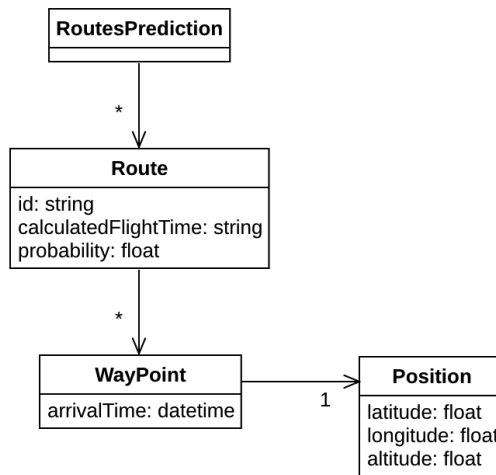 RoutesPrediction
*
Route
id: string
calculatedFlightTime: string
probability: float
*
WayPoint
arrivalTime: datetime
1
Position
latitude: float
longitude: float
altitude: float